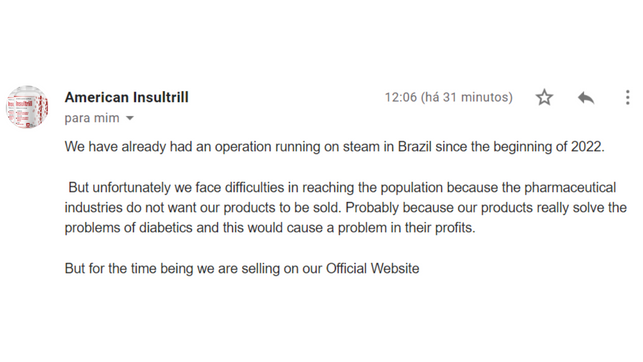 American Insultrill
12:06 (há 31 minutos)
para mim
We have already had an operation running on steam in Brazil since the beginning of 2022.
But unfortunately we face difficulties in reaching the population because the pharmaceutical
industries do not want our products to be sold. Probably because our products really solve the
problems of diabetics and this would cause a problem in their profits.
But for the time being we are selling on our Official Website